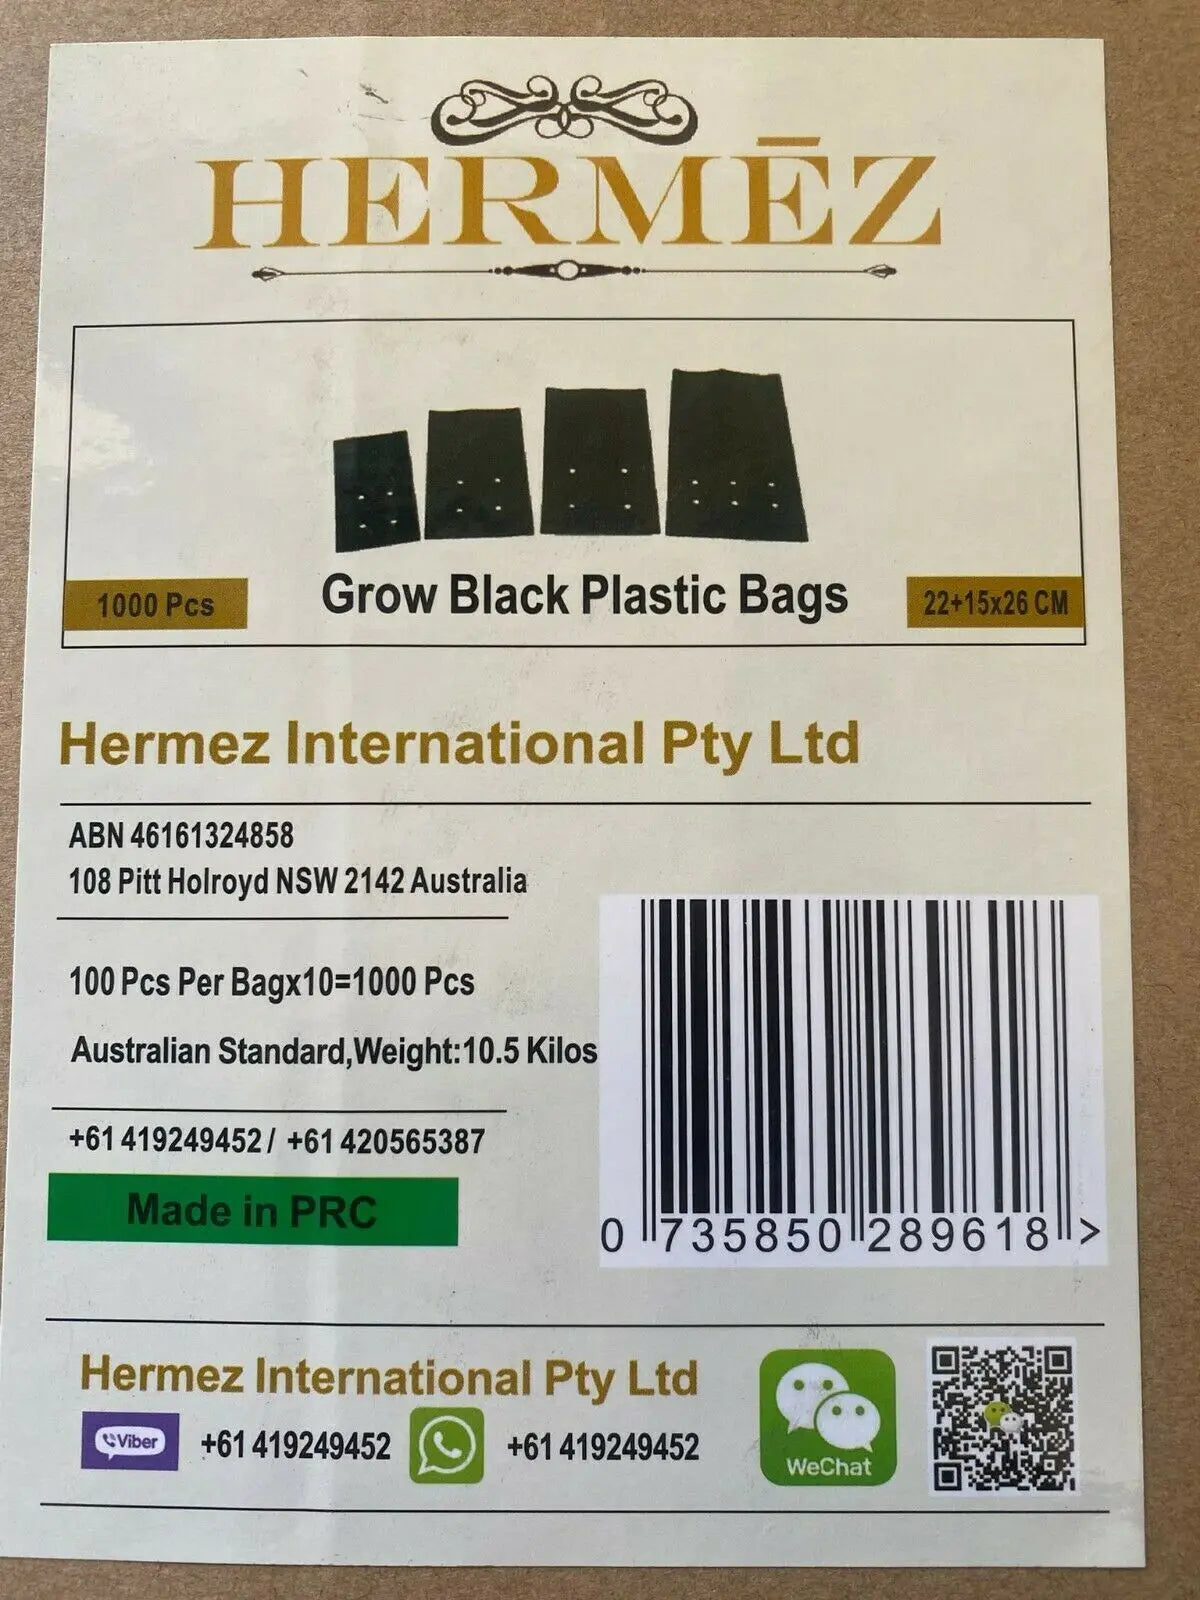 HERMĒZ
1000 Pcs
Grow Black Plastic Bags
22+15x26 CM
Hermez International Pty Ltd
ABN 46161324858
108 Pitt Holroyd NSW 2142 Australia
100 Pcs Per Bagx10=1000 Pcs
Australian Standard,Weight:10.5 Kilos
+61 419249452 / +61 420565387
Made in PRC
0 735850 289618 >
Hermez International Pty Ltd
Viber +61 419249452 +61 419249452
WeChat